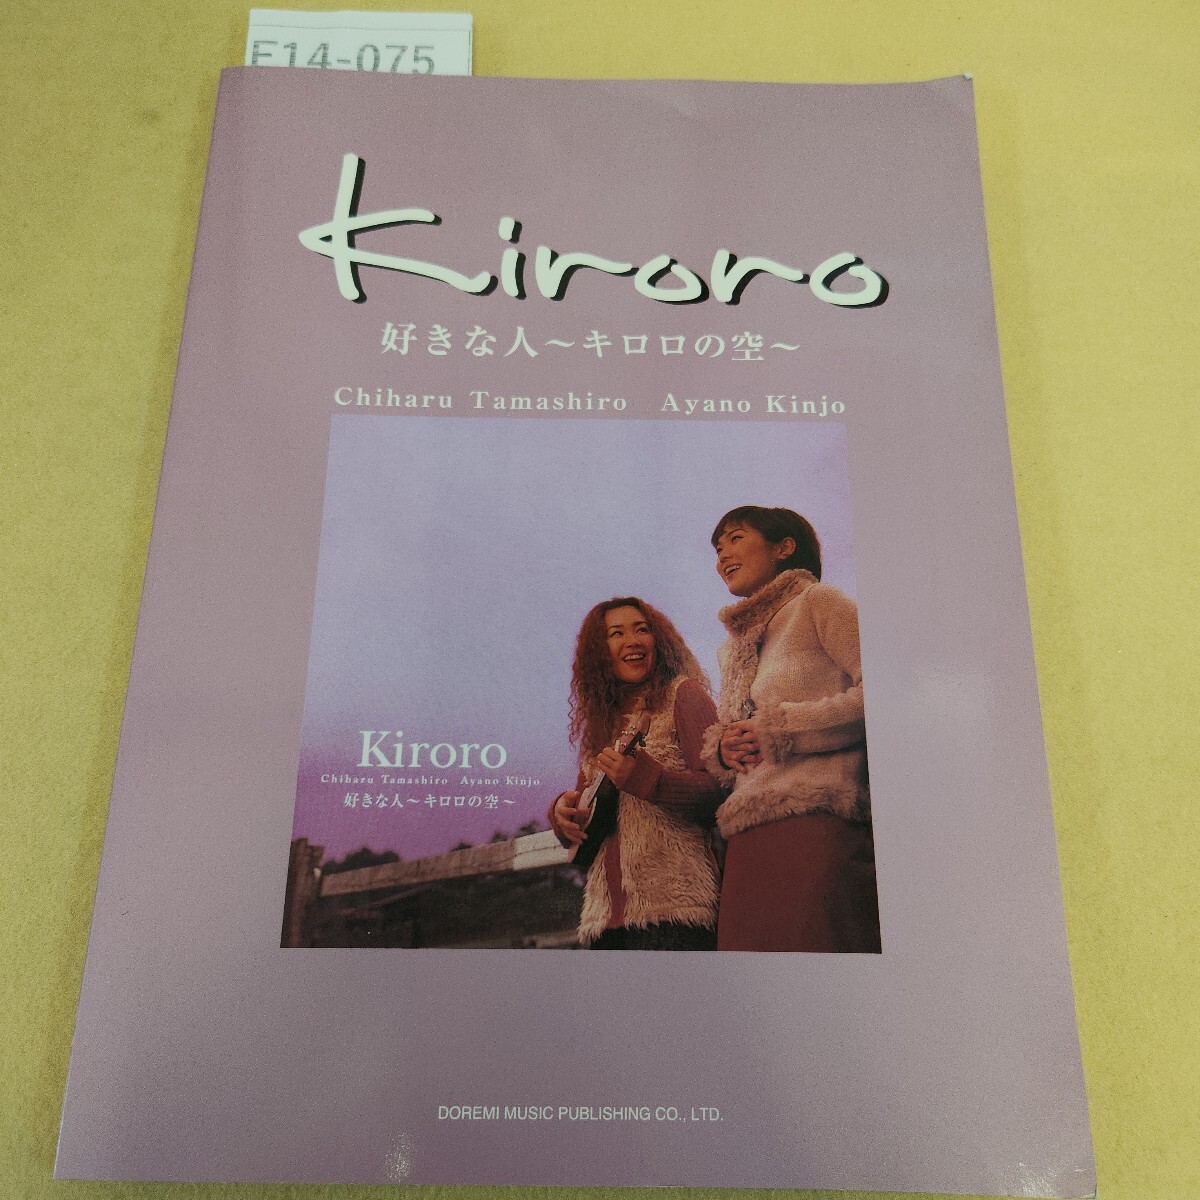 E14-075
Kiroro
好きな人～キロロの空～
Chiharu Tamashiro Ayano Kinjo
Kiroro
Chiharu Tamashiro Ayano Kinjo
好きな人～キロロの空～
DOREMI MUSIC PUBLISHING CO., LTD.